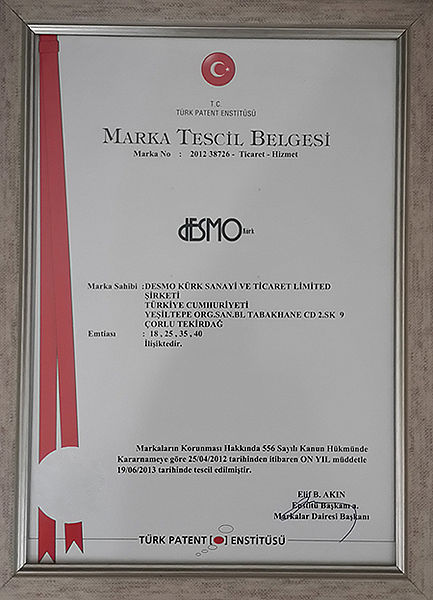 T.C.
TÜRK PATENT ENSTİTÜSÜ
MARKA TESCİL BELGESİ
Marka No : 2012 38726 - Ticaret - Hizmet
DESMO türk
Marka Sahibi :DESMO KÜRK SANAYİ VE TİCARET LIMITED
ŞİRKETİ
TÜRKİYE CUMHURİYETİ
YEŞİLTEPE ORG.SAN.BL TABAKHANE CD 2.SK 9
ÇORLU TEKİRDAĞ
Emtiası : 18 , 25 , 35 , 40
İlişiktedir.
Markaların Korunması Hakkında 556 Sayılı Kanun Hükmünde
Kararnameye göre 25/04/2012 tarihinden itibaren ON YIL müddetle
19/06/2013 tarihinde tescil edilmiştir.
Elif B. AKIN
Enstitü Başkanı a.
Markalar Dairesi Başkanı
TÜRK PATENT ENSTİTÜSÜ